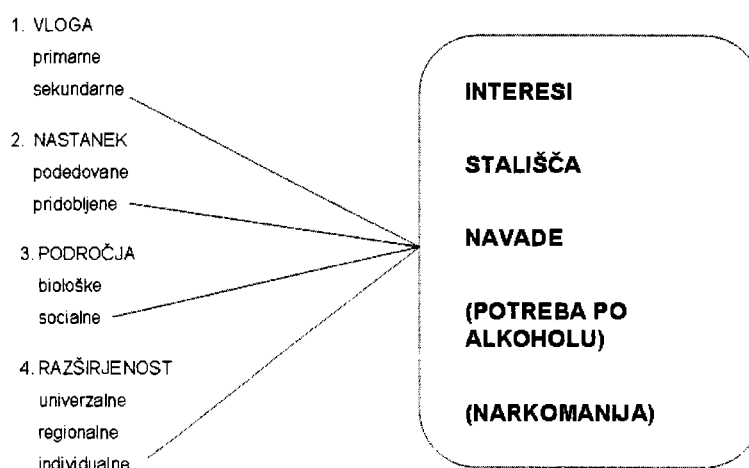 1. VLOGA
primarne
sekundarne
2. NASTANEK
podedovane
pridobljene
3. PODROČJA
biološke
socialne
4. RAZŠIRJENOST
univerzalne
regionalne
individualne
INTERESI
STALIŠČA
NAVADE
(POTREBA PO
ALKOHOLU)
(NARKOMANIJA)